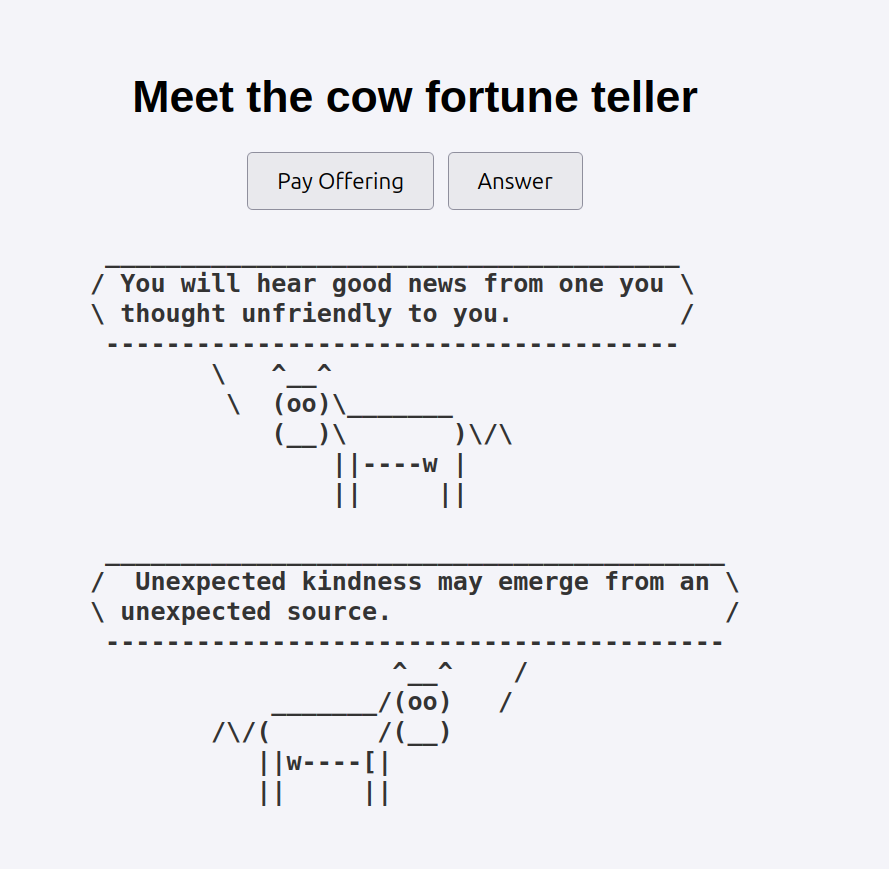 Meet the cow fortune teller
Pay Offering
Answer
 ______________________________________
/ You will hear good news from one you \
\ thought unfriendly to you.           /
 --------------------------------------
        \   ^__^
         \  (oo)\_______
            (__)\       )\/\
                ||----w |
                ||     ||
 _________________________________________
/  Unexpected kindness may emerge from an \
\ unexpected source.                      /
 -----------------------------------------
                    ^__^    /
            _______/(oo)   /
        /\/(       /(__)
           ||w----[|
           ||     ||